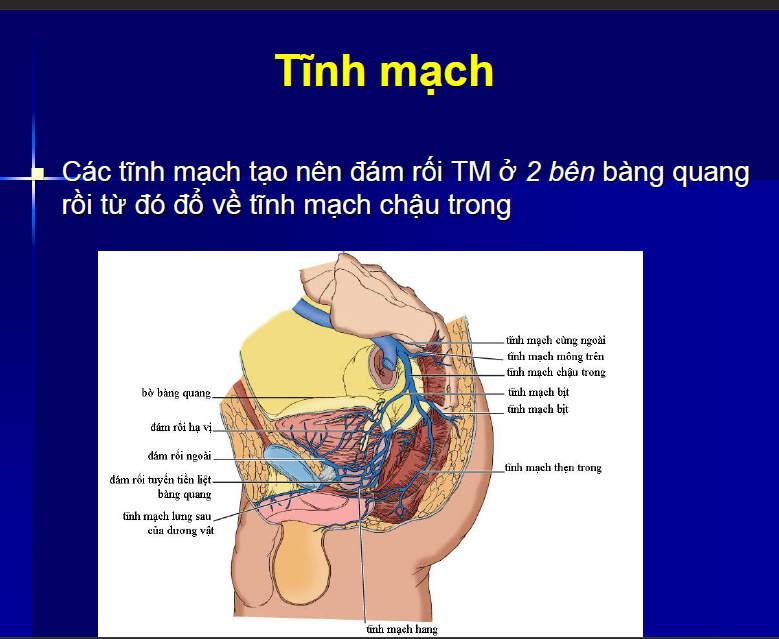 Tĩnh mạch
Các tĩnh mạch tạo nên đám rối TM ở 2 bên bàng quang
rồi từ đó đổ về tĩnh mạch chậu trong
tĩnh mạch cùng ngoài
tĩnh mạch mông trên
tĩnh mạch chậu trong
tĩnh mạch bịt
tĩnh mạch bịt
tĩnh mạch thẹn trong
bờ bàng quang
đám rối hạ vị
đám rối ngoài
đám rối tuyến tiền liệt
bàng quang
tĩnh mạch lưng sau
của dương vật
tĩnh mạch hang